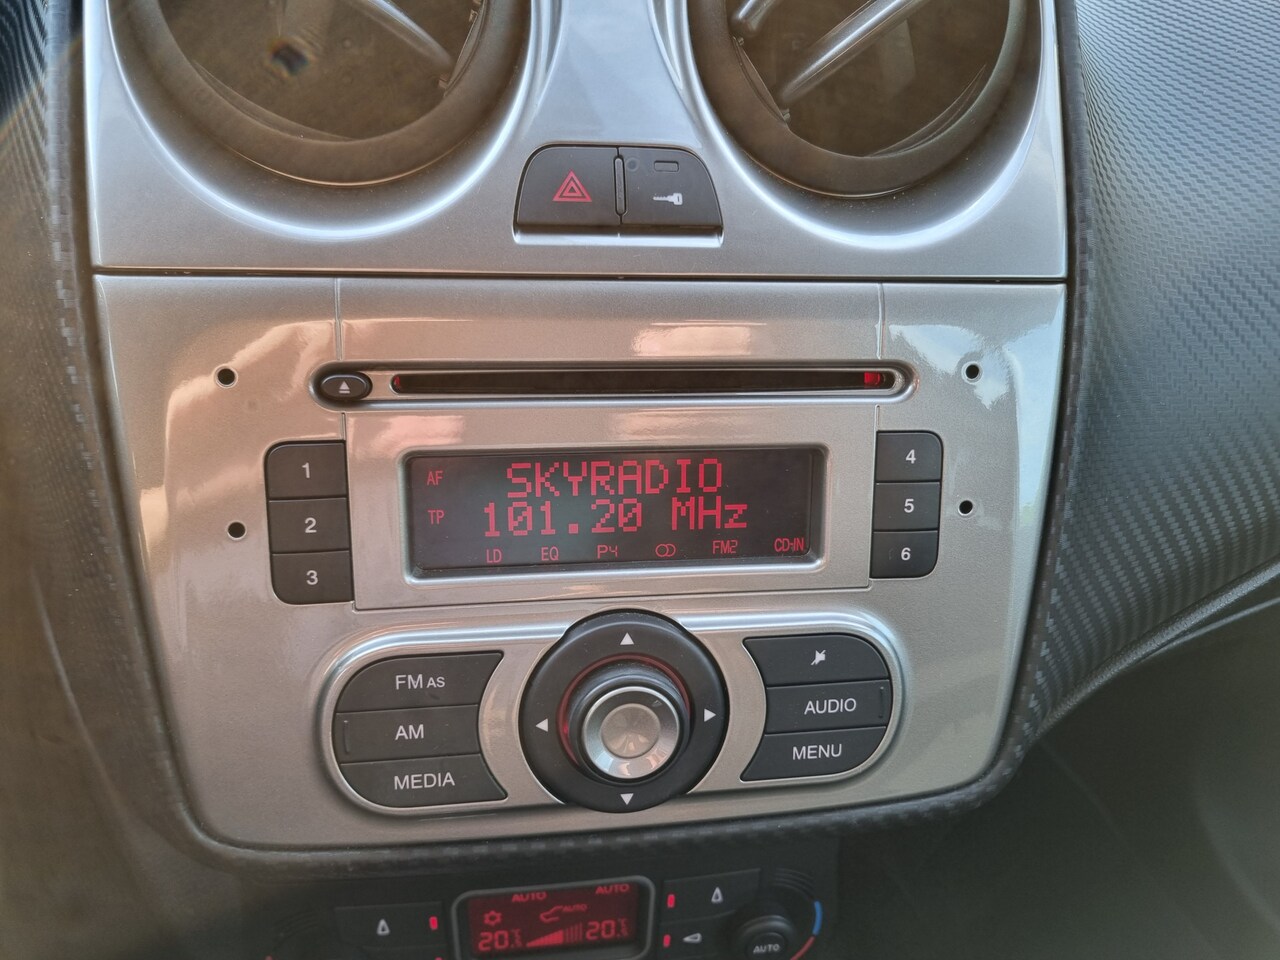 1
2
3
AF
SKYRADIO
TP
101.20 MHz
LD EQ P4 FM2 CD-IN
4
5
6
FM AS
AM
MEDIA
AUDIO
MENU
AUTO AUTO
AUTO
20. 20.
AUTO